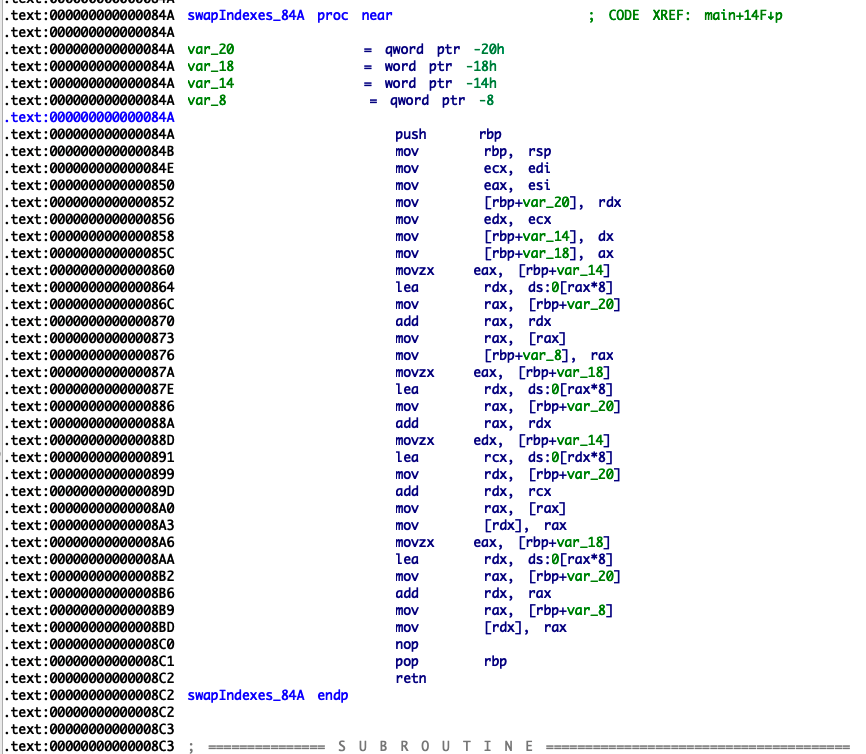 .text:000000000000084A swapIndexes_84A proc near ; CODE XREF: main+14F↓p
.text:000000000000084A
.text:000000000000084A var_20 = qword ptr -20h
.text:000000000000084A var_18 = word ptr -18h
.text:000000000000084A var_14 = word ptr -14h
.text:000000000000084A var_8 = qword ptr -8
.text:000000000000084A
.text:000000000000084A push rbp
.text:000000000000084B mov rbp, rsp
.text:000000000000084E mov ecx, edi
.text:0000000000000850 mov eax, esi
.text:0000000000000852 mov [rbp+var_20], rdx
.text:0000000000000856 mov edx, ecx
.text:0000000000000858 mov [rbp+var_14], dx
.text:000000000000085C mov [rbp+var_18], ax
.text:0000000000000860 movzx eax, [rbp+var_14]
.text:0000000000000864 lea rdx, ds:0[rax*8]
.text:000000000000086C mov rax, [rbp+var_20]
.text:0000000000000870 add rax, rdx
.text:0000000000000873 mov rax, [rax]
.text:0000000000000876 mov [rbp+var_8], rax
.text:000000000000087A movzx eax, [rbp+var_18]
.text:000000000000087E lea rdx, ds:0[rax*8]
.text:0000000000000886 mov rax, [rbp+var_20]
.text:000000000000088A add rax, rdx
.text:000000000000088D movzx edx, [rbp+var_14]
.text:0000000000000891 lea rcx, ds:0[rdx*8]
.text:0000000000000899 mov rdx, [rbp+var_20]
.text:000000000000089D add rdx, rcx
.text:00000000000008A0 mov rax, [rax]
.text:00000000000008A3 mov [rdx], rax
.text:00000000000008A6 movzx eax, [rbp+var_18]
.text:00000000000008AA lea rdx, ds:0[rax*8]
.text:00000000000008B2 mov rax, [rbp+var_20]
.text:00000000000008B6 add rdx, rax
.text:00000000000008B9 mov rax, [rbp+var_8]
.text:00000000000008BD mov [rdx], rax
.text:00000000000008C0 nop
.text:00000000000008C1 pop rbp
.text:00000000000008C2 retn
.text:00000000000008C2 swapIndexes_84A endp
.text:00000000000008C2
.text:00000000000008C3
.text:00000000000008C3 ; =============== S U B R O U T I N E =======================================